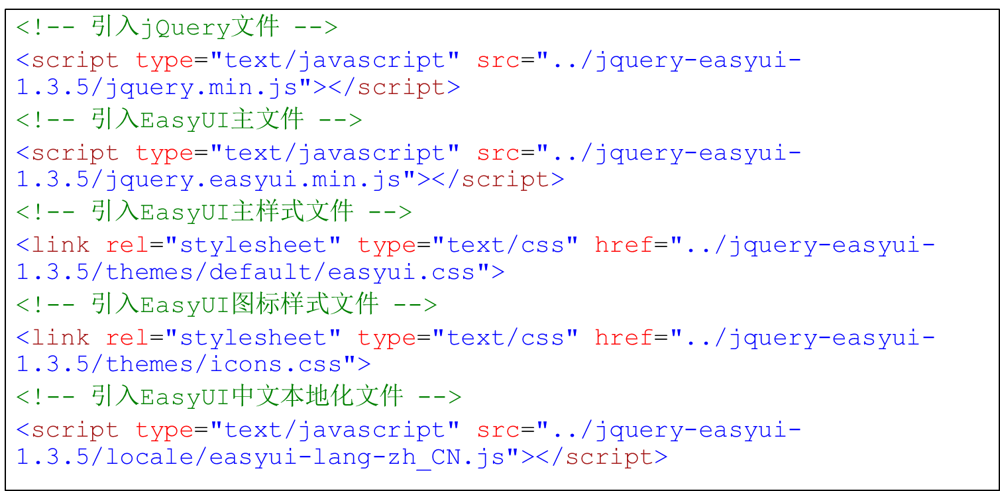 <!-- 引入jQuery文件 -->
<script type="text/javascript" src="../jquery-easyui-
1.3.5/jquery.min.js"></script>
<!-- 引入EasyUI主文件 -->
<script type="text/javascript" src="../jquery-easyui-
1.3.5/jquery.easyui.min.js"></script>
<!-- 引入EasyUI主样式文件 -->
<link rel="stylesheet" type="text/css" href="../jquery-easyui-
1.3.5/themes/default/easyui.css">
<!-- 引入EasyUI图标样式文件 -->
<link rel="stylesheet" type="text/css" href="../jquery-easyui-
1.3.5/themes/icons.css">
<!-- 引入EasyUI中文本地化文件 -->
<script type="text/javascript" src="../jquery-easyui-
1.3.5/locale/easyui-lang-zh_CN.js"></script>